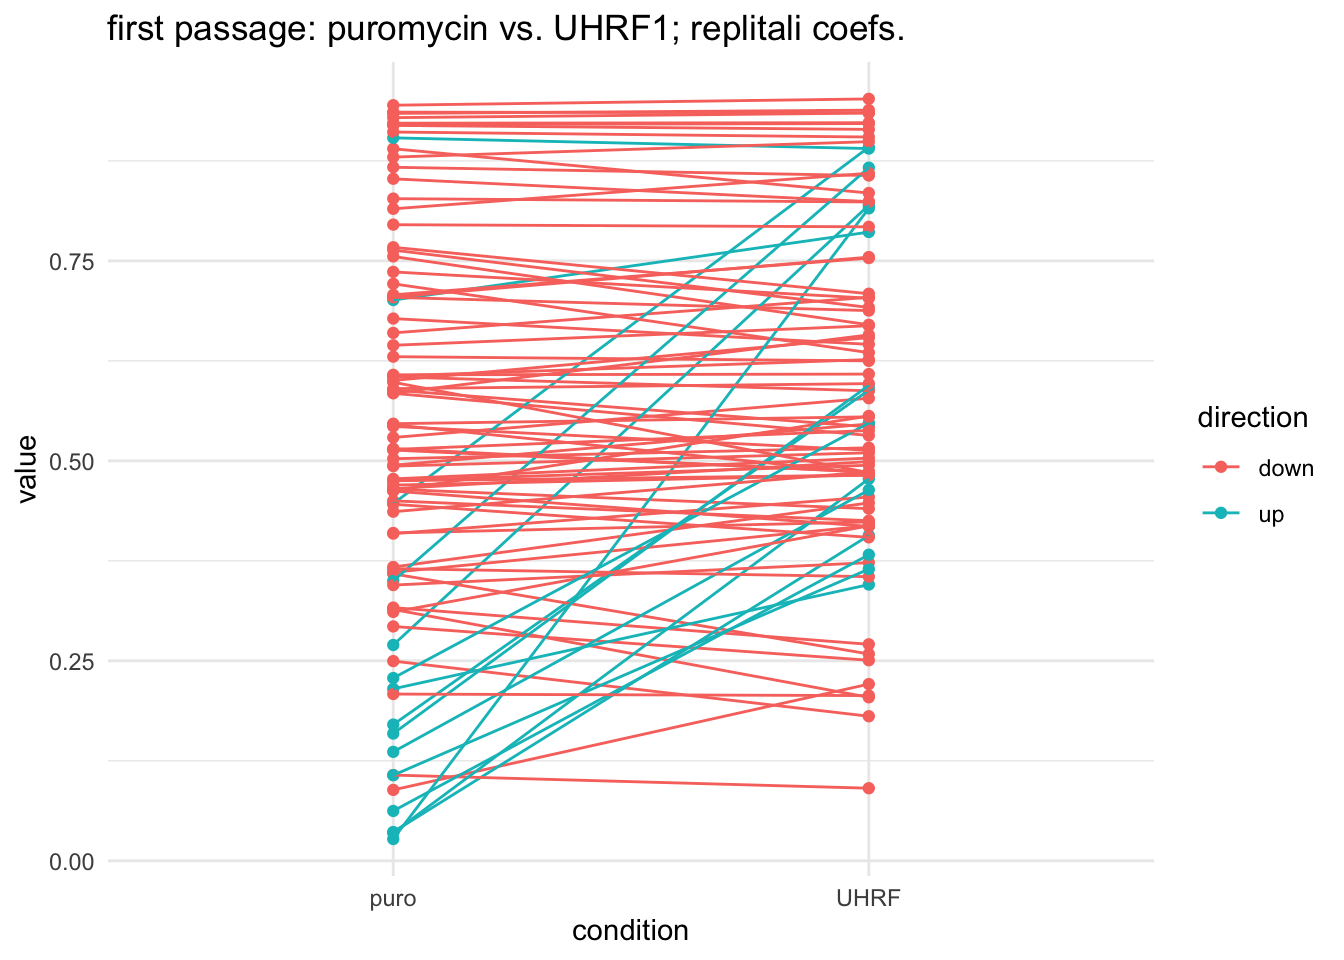 first passage: puromycin vs. UHRF1; replitali coefs.
value
0.75
0.50
0.25
0.00
puro
UHRF
condition
direction
down
up